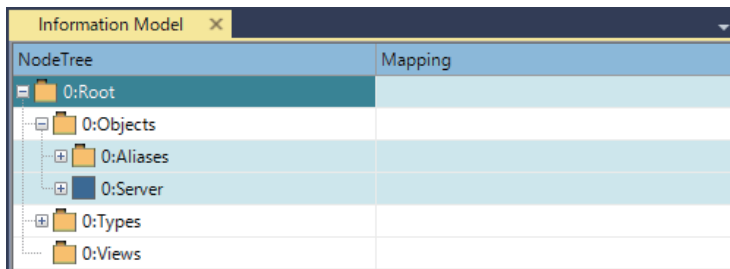 Information Model
NodeTree Mapping
0:Root
0:Objects
0:Aliases
0:Server
0:Types
0:Views